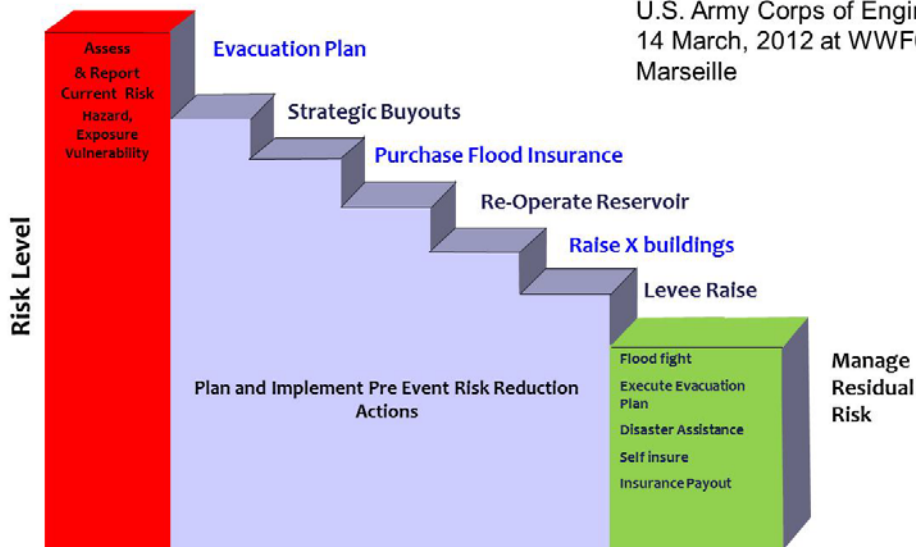 U.S. Army Corps of
14 March, 2012 at
Marseille
Assess
& Report
Current Risk
Hazard,
Exposure
Vulnerability
Evacuation Plan
Strategic Buyouts
Purchase Flood Insurance
Re-Operate Reservoir
Raise X buildings
Levee Raise
Risk Level
Plan and Implement Pre Event Risk Reduction
Actions
Flood fight
Execute Evacuation
Plan
Disaster Assistance
Self insure
Insurance Payout
Manage
Residual
Risk